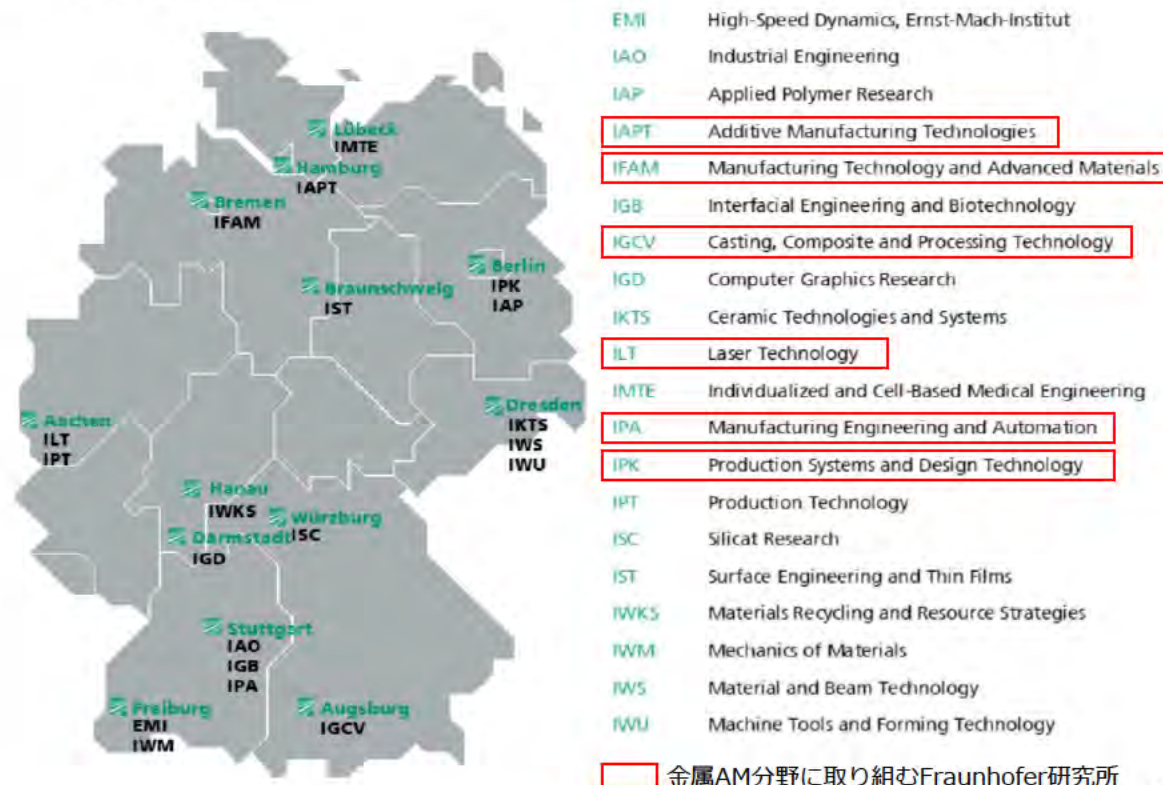 Lübeck
IMTE
Hamburg
IAPT
Bremen
IFAM
Berlin
IPK
IAP
Braunschweig
IST
Aachen
ILT
IPT
Dresden
IKTS
IWS
IWU
Hanau
IWKS
Würzburg
ISC
Darmstadt
IGD
Stuttgart
IAO
IGB
IPA
Freiburg
EMI
IWM
Augsburg
IGCV
EMI High-Speed Dynamics, Ernst-Mach-Institut
IAO Industrial Engineering
IAP Applied Polymer Research
IAPT Additive Manufacturing Technologies
IFAM Manufacturing Technology and Advanced Materials
IGB Interfacial Engineering and Biotechnology
IGCV Casting, Composite and Processing Technology
IGD Computer Graphics Research
IKTS Ceramic Technologies and Systems
ILT Laser Technology
IMTE Individualized and Cell-Based Medical Engineering
IPA Manufacturing Engineering and Automation
IPK Production Systems and Design Technology
IPT Production Technology
ISC Silicat Research
IST Surface Engineering and Thin Films
IWKS Materials Recycling and Resource Strategies
IWM Mechanics of Materials
IWS Material and Beam Technology
IWU Machine Tools and Forming Technology
金属AM分野に取り組むFraunhofer研究所